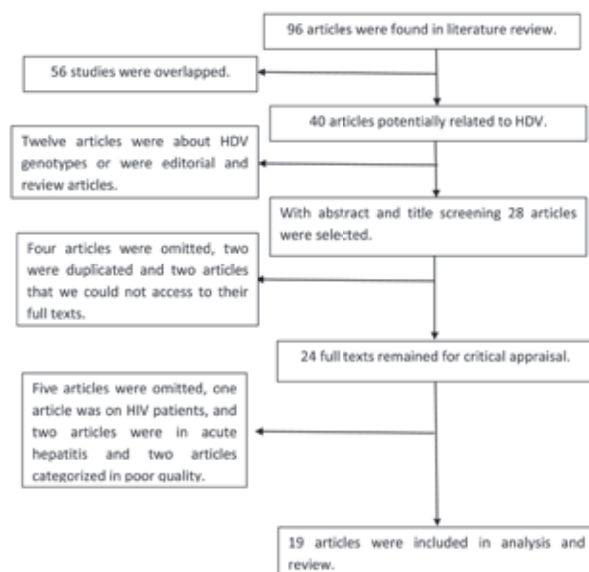 96 articles were found in literature review.
56 studies were overlapped.
40 articles potentially related to HDV.
Twelve articles were about HDV
genotypes or were editorial and
review articles.
With abstract and title screening 28 articles
were selected.
Four articles were omitted, two
were duplicated and two articles
that we could not access to their
full texts.
24 full texts remained for critical appraisal.
Five articles were omitted, one
article was on HIV patients, and
two articles were in acute
hepatitis and two articles
categorized in poor quality.
19 articles were included in analysis and
review.